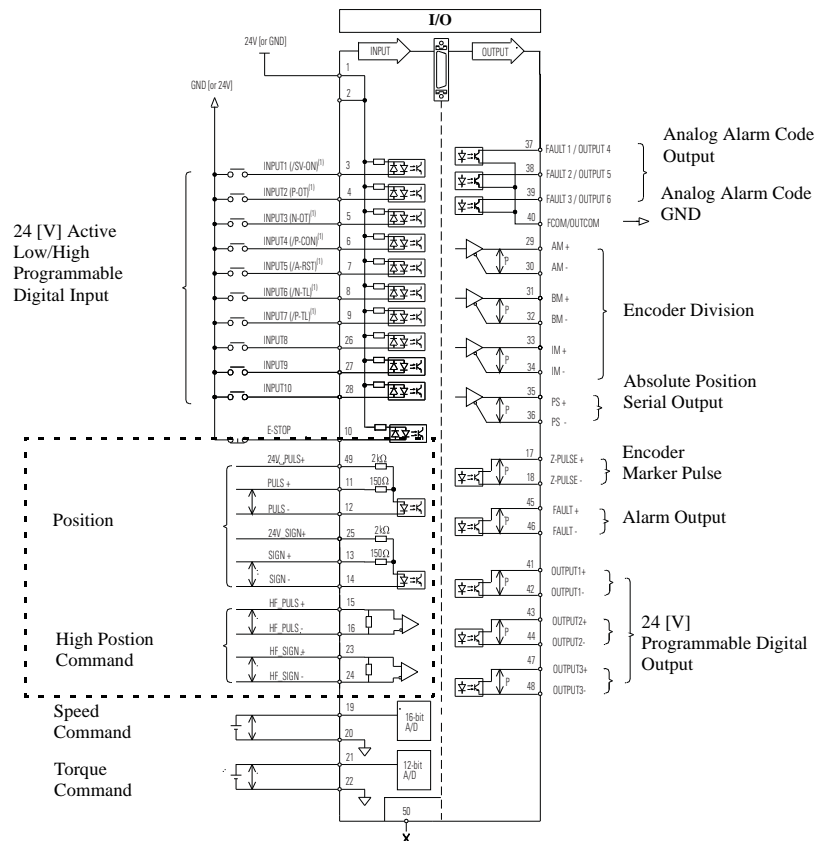 I/O
24V (or GND)
INPUT
OUTPUT
1
GND (or 24V)
2
INPUT1 (/SV-ON)(1)
3
INPUT2 (P-OT)(1)
4
INPUT3 (N-OT)(1)
5
INPUT4 (/P-CON)(1)
6
INPUT5 (/A-RST)(1)
7
INPUT6 (/N-TL)(1)
8
INPUT7 (/P-TL)(1)
9
INPUT8
26
INPUT9
27
INPUT10
28
E-STOP
10
24 [V] Active
Low/High
Programmable
Digital Input
24V_PULS+
49
2kΩ
PULS +
11
150Ω
PULS -
12
24V_SIGN+
25
2kΩ
SIGN +
13
150Ω
SIGN -
14
Position
HF_PULS +
15
HF_PULS -
16
HF_SIGN +
23
HF_SIGN -
24
High Postion
Command
19
16-bit
A/D
20
Speed
Command
21
12-bit
A/D
22
Torque
Command
50
37
FAULT 1 / OUTPUT 4
38
FAULT 2 / OUTPUT 5
39
FAULT 3 / OUTPUT 6
40
FCOM/OUTCOM
Analog Alarm Code
Output
Analog Alarm Code
GND
29
AM +
P
30
AM -
31
BM +
P
32
BM -
33
IM +
P
34
IM -
Encoder Division
35
PS +
P
36
PS -
Absolute Position
Serial Output
17
Z-PULSE +
P
18
Z-PULSE -
Encoder
Marker Pulse
45
FAULT +
P
46
FAULT -
Alarm Output
41
OUTPUT1+
P
42
OUTPUT1-
43
OUTPUT2+
P
44
OUTPUT2-
47
OUTPUT3+
P
48
OUTPUT3-
24 [V]
Programmable Digital
Output